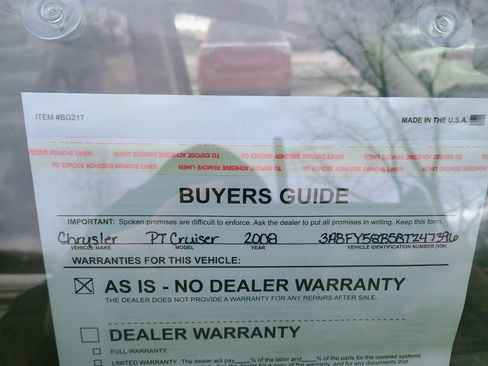 ITEM #BG217
MADE IN THE U.S.A.
TO EXPOSE ADHESIVE REMOVE LINER
BUYERS GUIDE
IMPORTANT: Spoken promises are difficult to enforce. Ask the dealer to put all promises in writing. Keep this form.
Chrysler PT Cruiser 2008
VEHICLE MAKE MODEL YEAR VEHICLE IDENTIFICATION NUMBER (VIN)
WARRANTIES FOR THIS VEHICLE:
AS IS - NO DEALER WARRANTY
THE DEALER DOES NOT PROVIDE A WARRANTY FOR ANY REPAIRS AFTER SALE.
DEALER WARRANTY
FULL WARRANTY.
LIMITED WARRANTY. The dealer will pay____% of the labor and____% of the parts for the covered systems